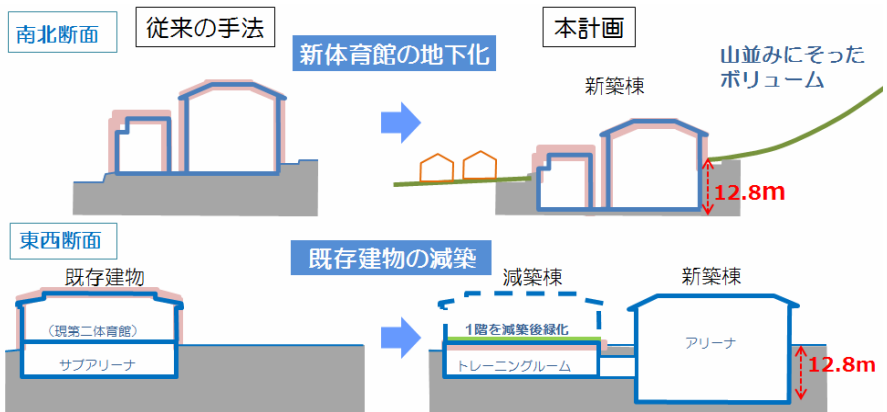 南北断面
従来の手法
本計画
新体育館の地下化
山並みにそった
ボリューム
新築棟
12.8m
東西断面
既存建物の減築
既存建物
減築棟
新築棟
(現第二体育館)
1階を減築後緑化
アリーナ
サブアリーナ
トレーニングルーム
12.8m